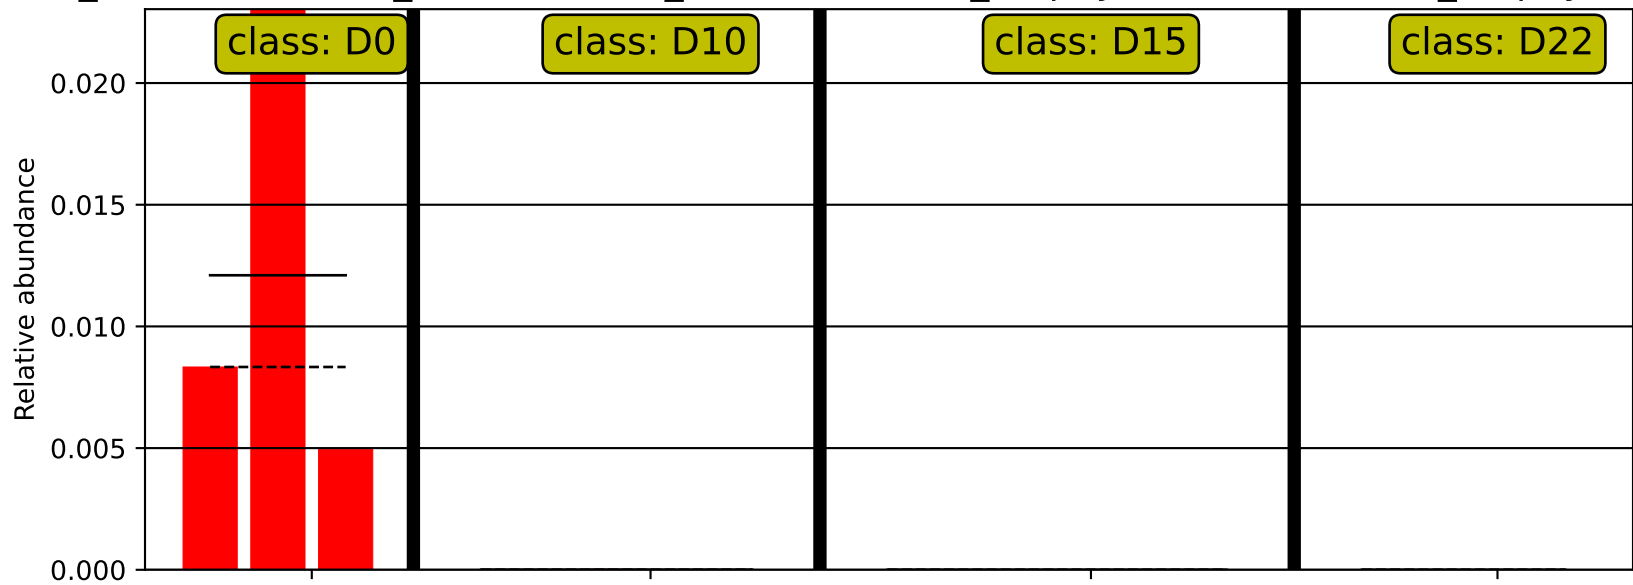 class: D0
class: D10
class: D15
class: D22
Relative abundance
0.020
0.015
0.010
0.005
0.000